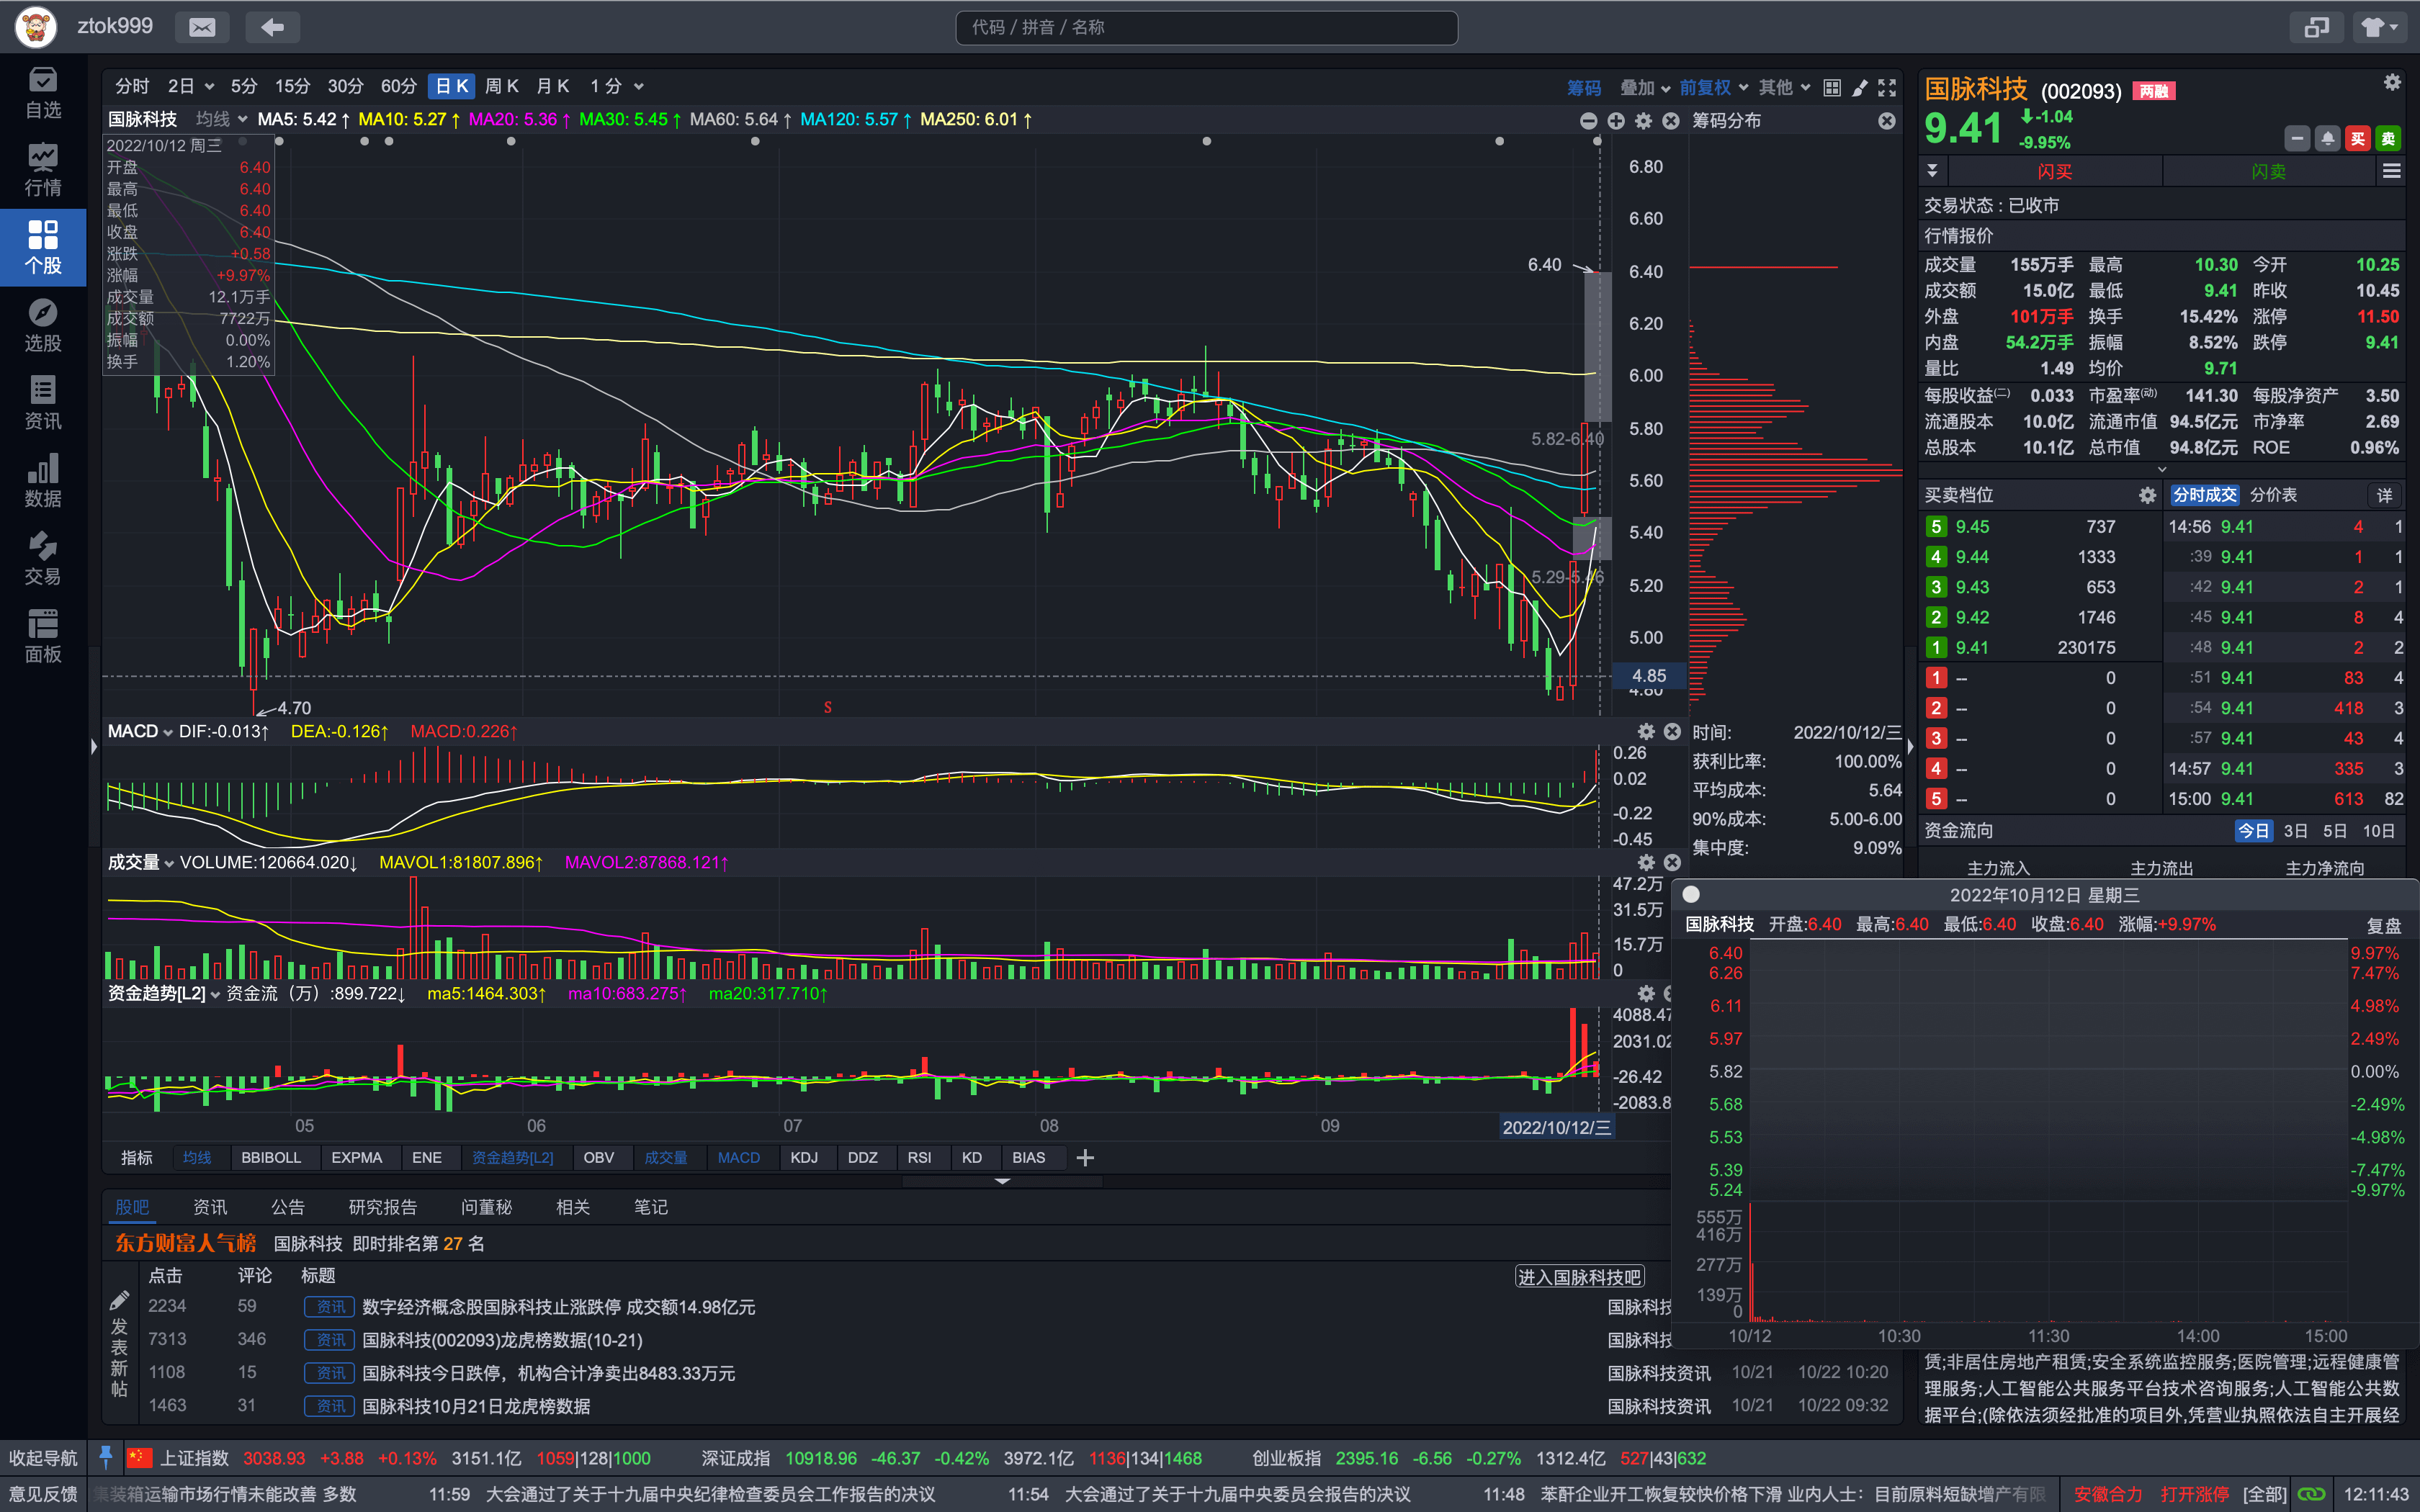 ztok999
代码 / 拼音 / 名称
自选
行情
个股
选股
资讯
数据
交易
面板
分时 2日 5分 15分 30分 60分 日K 周K 月K 1分 筹码 叠加 前复权 其他
国脉科技 均线 MA5: 5.42↑ MA10: 5.27↑ MA20: 5.36↑ MA30: 5.45↑ MA60: 5.64↑ MA120: 5.57↑ MA250: 6.01↑
筹码分布
2022/10/12 周三
开盘 6.40
最高 6.40
最低 6.40
收盘 6.40
涨跌 +0.58
涨幅 +9.97%
成交量 12.1万手
成交额 7722万
振幅 0.00%
换手 1.20%
6.80
6.60
6.40
6.20
6.00
5.80
5.60
5.40
5.20
5.00
4.85
4.80
6.40
5.82-6.40
5.29-5.46
4.70
S
MACD DIF:-0.013↑ DEA:-0.126↑ MACD:0.226↑
0.26
0.02
-0.22
-0.45
成交量 VOLUME:120664.020↓ MAVOL1:81807.896↑ MAVOL2:87868.121↑
47.2万
31.5万
15.7万
0
资金趋势[L2] 资金流（万）:899.722↓ ma5:1464.303↑ ma10:683.275↑ ma20:317.710↑
4088.47
2031.02
-26.42
-2083.8
05 06 07 08 09 2022/10/12/三
时间: 2022/10/12/三
获利比率: 100.00%
平均成本: 5.64
90%成本: 5.00-6.00
集中度: 9.09%
指标 均线 BBIBOLL EXPMA ENE 资金趋势[L2] OBV 成交量 MACD KDJ DDZ RSI KD BIAS
股吧 资讯 公告 研究报告 问董秘 相关 笔记
东方财富人气榜 国脉科技 即时排名第 27 名
发表新帖
点击 评论 标题 进入国脉科技吧
2234 59 资讯 数字经济概念股国脉科技止涨跌停 成交额14.98亿元 国脉科技
7313 346 资讯 国脉科技(002093)龙虎榜数据(10-21) 国脉科技
1108 15 资讯 国脉科技今日跌停，机构合计净卖出8483.33万元 国脉科技资讯 10/21 10/22 10:20
1463 31 资讯 国脉科技10月21日龙虎榜数据 国脉科技资讯 10/21 10/22 09:32
国脉科技 (002093) 两融
9.41 -1.04
-9.95%
买 卖
闪买 闪卖
交易状态 : 已收市
行情报价
成交量 155万手 最高 10.30 今开 10.25
成交额 15.0亿 最低 9.41 昨收 10.45
外盘 101万手 换手 15.42% 涨停 11.50
内盘 54.2万手 振幅 8.52% 跌停 9.41
量比 1.49 均价 9.71
每股收益(二) 0.033 市盈率(动) 141.30 每股净资产 3.50
流通股本 10.0亿 流通市值 94.5亿元 市净率 2.69
总股本 10.1亿 总市值 94.8亿元 ROE 0.96%
买卖档位
5 9.45 737
4 9.44 1333
3 9.43 653
2 9.42 1746
1 9.41 230175
1 -- 0
2 -- 0
3 -- 0
4 -- 0
5 -- 0
分时成交 分价表 详
14:56 9.41 4 1
:39 9.41 1 1
:42 9.41 2 1
:45 9.41 8 4
:48 9.41 2 2
:51 9.41 83 4
:54 9.41 418 3
:57 9.41 43 4
14:57 9.41 335 3
15:00 9.41 613 82
资金流向 今日 3日 5日 10日
主力流入 主力流出 主力净流向
2022年10月12日 星期三
国脉科技 开盘:6.40 最高:6.40 最低:6.40 收盘:6.40 涨幅:+9.97% 复盘
6.40 9.97%
6.26 7.47%
6.11 4.98%
5.97 2.49%
5.82 0.00%
5.68 -2.49%
5.53 -4.98%
5.39 -7.47%
5.24 -9.97%
555万
416万
277万
139万
0
10/12 10:30 11:30 14:00 15:00
赁;非居住房地产租赁;安全系统监控服务;医院管理;远程健康管
理服务;人工智能公共服务平台技术咨询服务;人工智能公共数
据平台;(除依法须经批准的项目外,凭营业执照依法自主开展经
收起导航 上证指数 3038.93 +3.88 +0.13% 3151.1亿 1059|128|1000 深证成指 10918.96 -46.37 -0.42% 3972.1亿 1136|134|1468 创业板指 2395.16 -6.56 -0.27% 1312.4亿 527|43|632
意见反馈 集装箱运输市场行情未能改善 多数 11:59 大会通过了关于十九届中央纪律检查委员会工作报告的决议 11:54 大会通过了关于十九届中央委员会报告的决议 11:48 苯酐企业开工恢复较快价格下滑 业内人士：目前原料短缺增产有限 安徽合力 打开涨停 [全部] 12:11:43